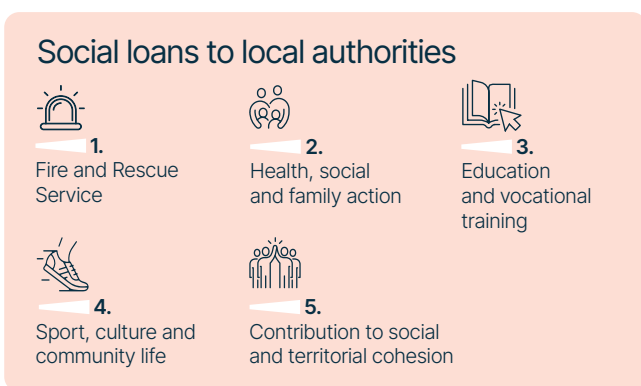 Social loans to local authorities
1.
Fire and Rescue
Service
2.
Health, social
and family action
3.
Education
and vocational
training
4.
Sport, culture and
community life
5.
Contribution to social
and territorial cohesion